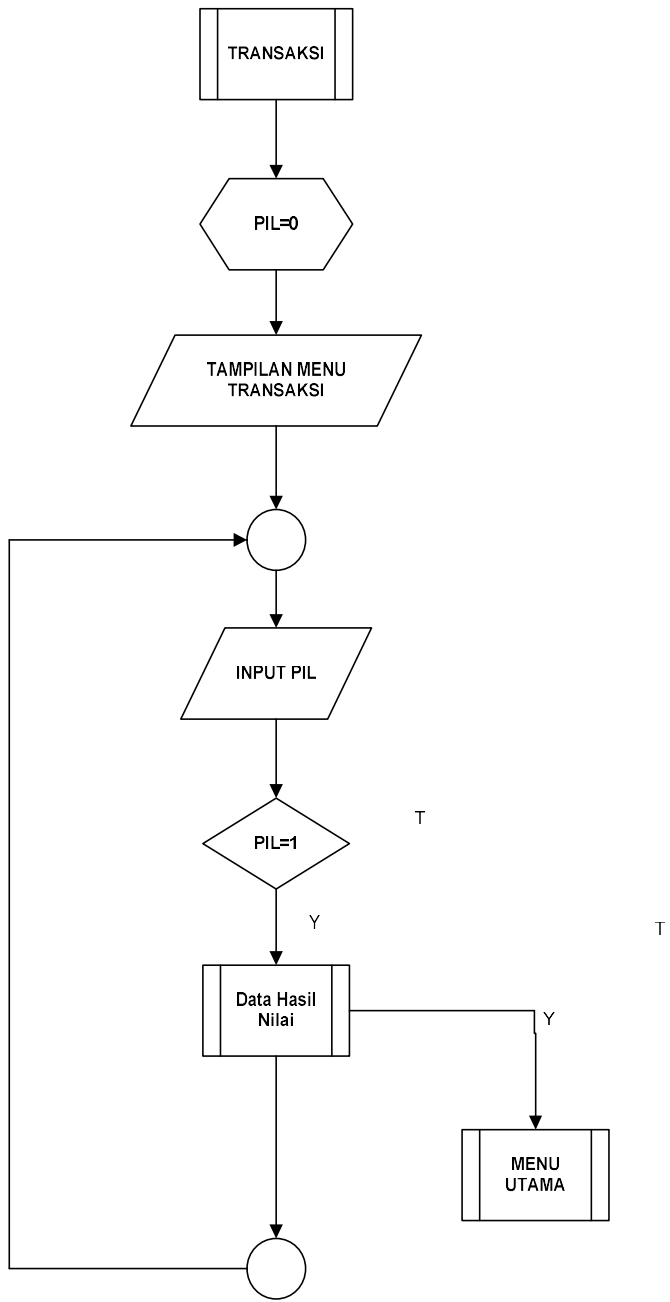 TRANSAKSI
PIL=0
TAMPILAN MENU
TRANSAKSI
INPUT PIL
PIL=1
T
Y
T
Data Hasil
Nilai
Y
MENU
UTAMA